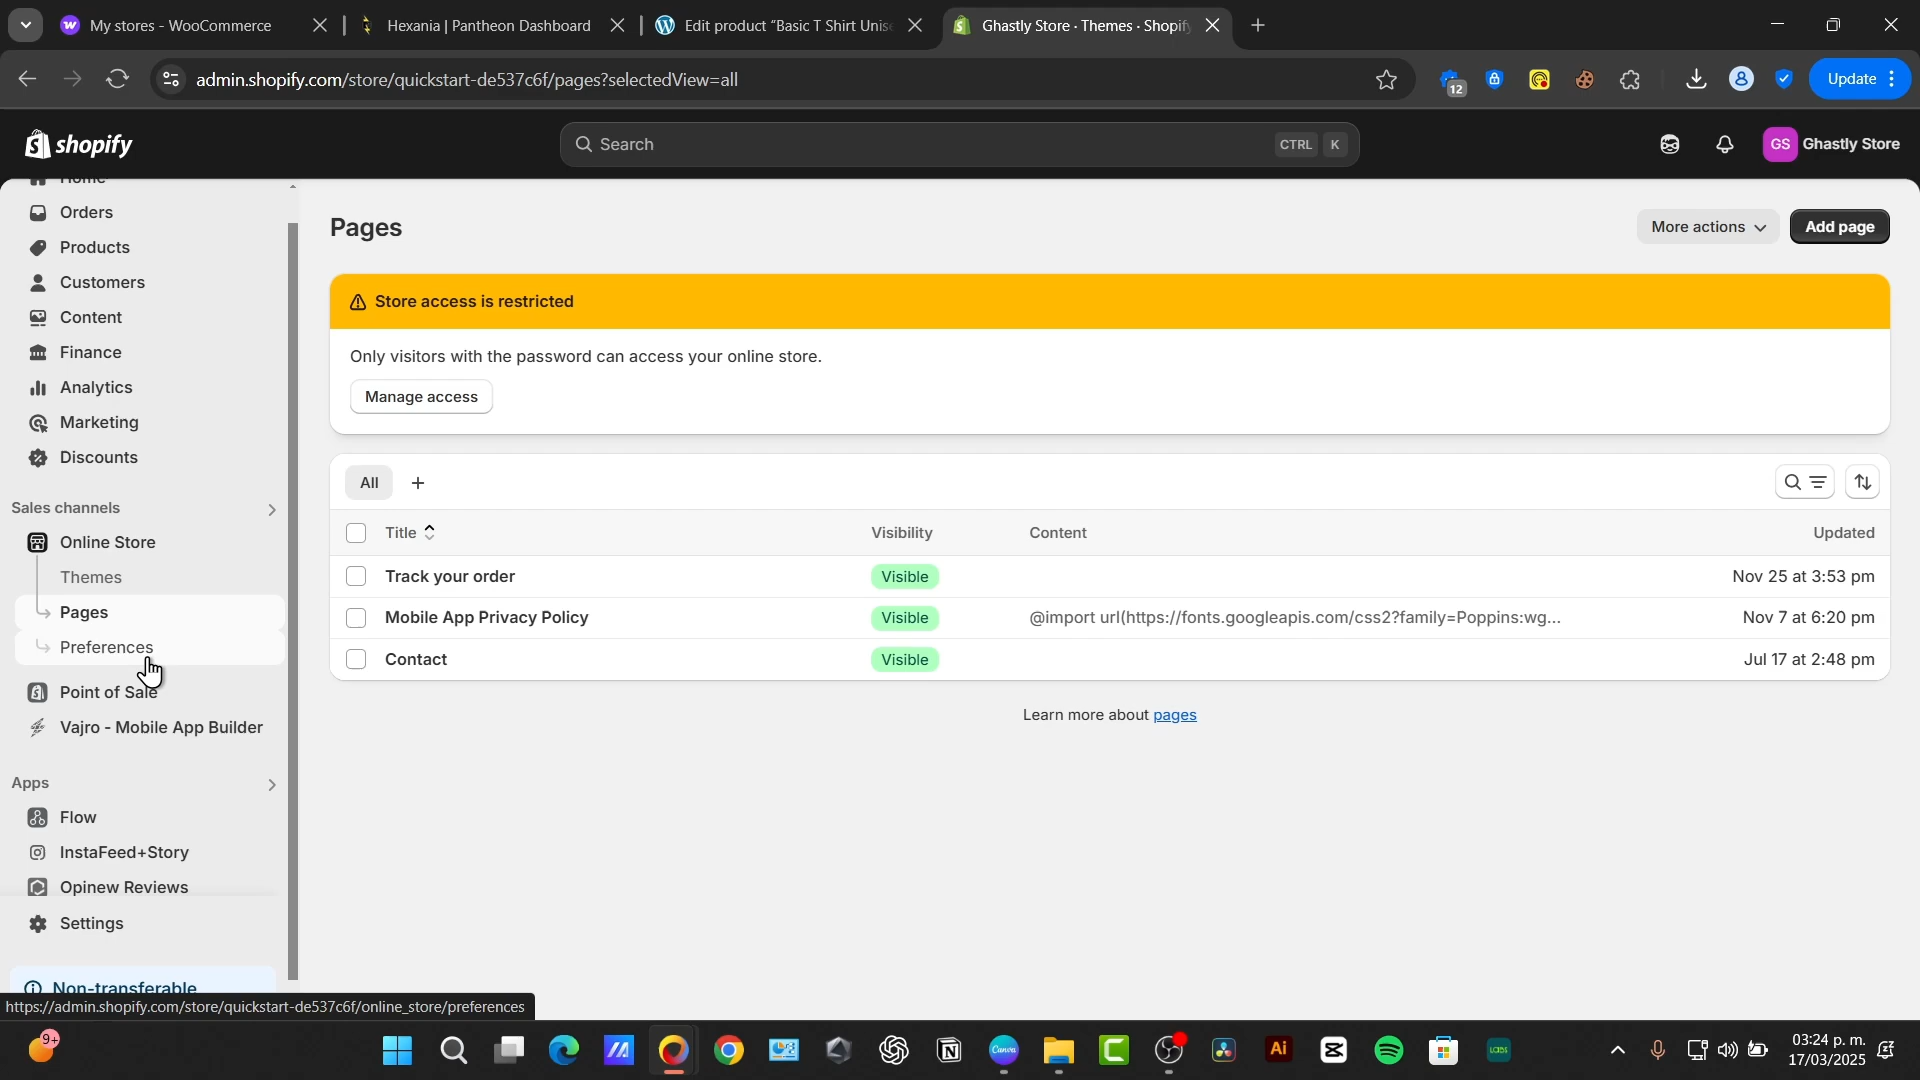 My stores - WooCommerce
Hexania | Pantheon Dashboard
Edit product “Basic T Shirt Unise
Ghastly Store · Themes · Shopify
admin.shopify.com/store/quickstart-de537c6f/pages?selectedView=all
12
Update
shopify
Search
CTRL K
GS Ghastly Store
Home
Orders
Products
Customers
Content
Finance
Analytics
Marketing
Discounts
Sales channels
Online Store
Themes
Pages
Preferences
Point of Sale
Vajro - Mobile App Builder
Apps
Flow
InstaFeed+Story
Opinew Reviews
Settings
Non-transferable
https://admin.shopify.com/store/quickstart-de537c6f/online_store/preferences
Pages
More actions
Add page
Store access is restricted
Only visitors with the password can access your online store.
Manage access
All
Title Visibility Content Updated
Track your order Visible Nov 25 at 3:53 pm
Mobile App Privacy Policy Visible @import url(https://fonts.googleapis.com/css2?family=Poppins:wg... Nov 7 at 6:20 pm
Contact Visible Jul 17 at 2:48 pm
Learn more about pages
9+
Canva
Ai
LABS
03:24 p. m.
17/03/2025